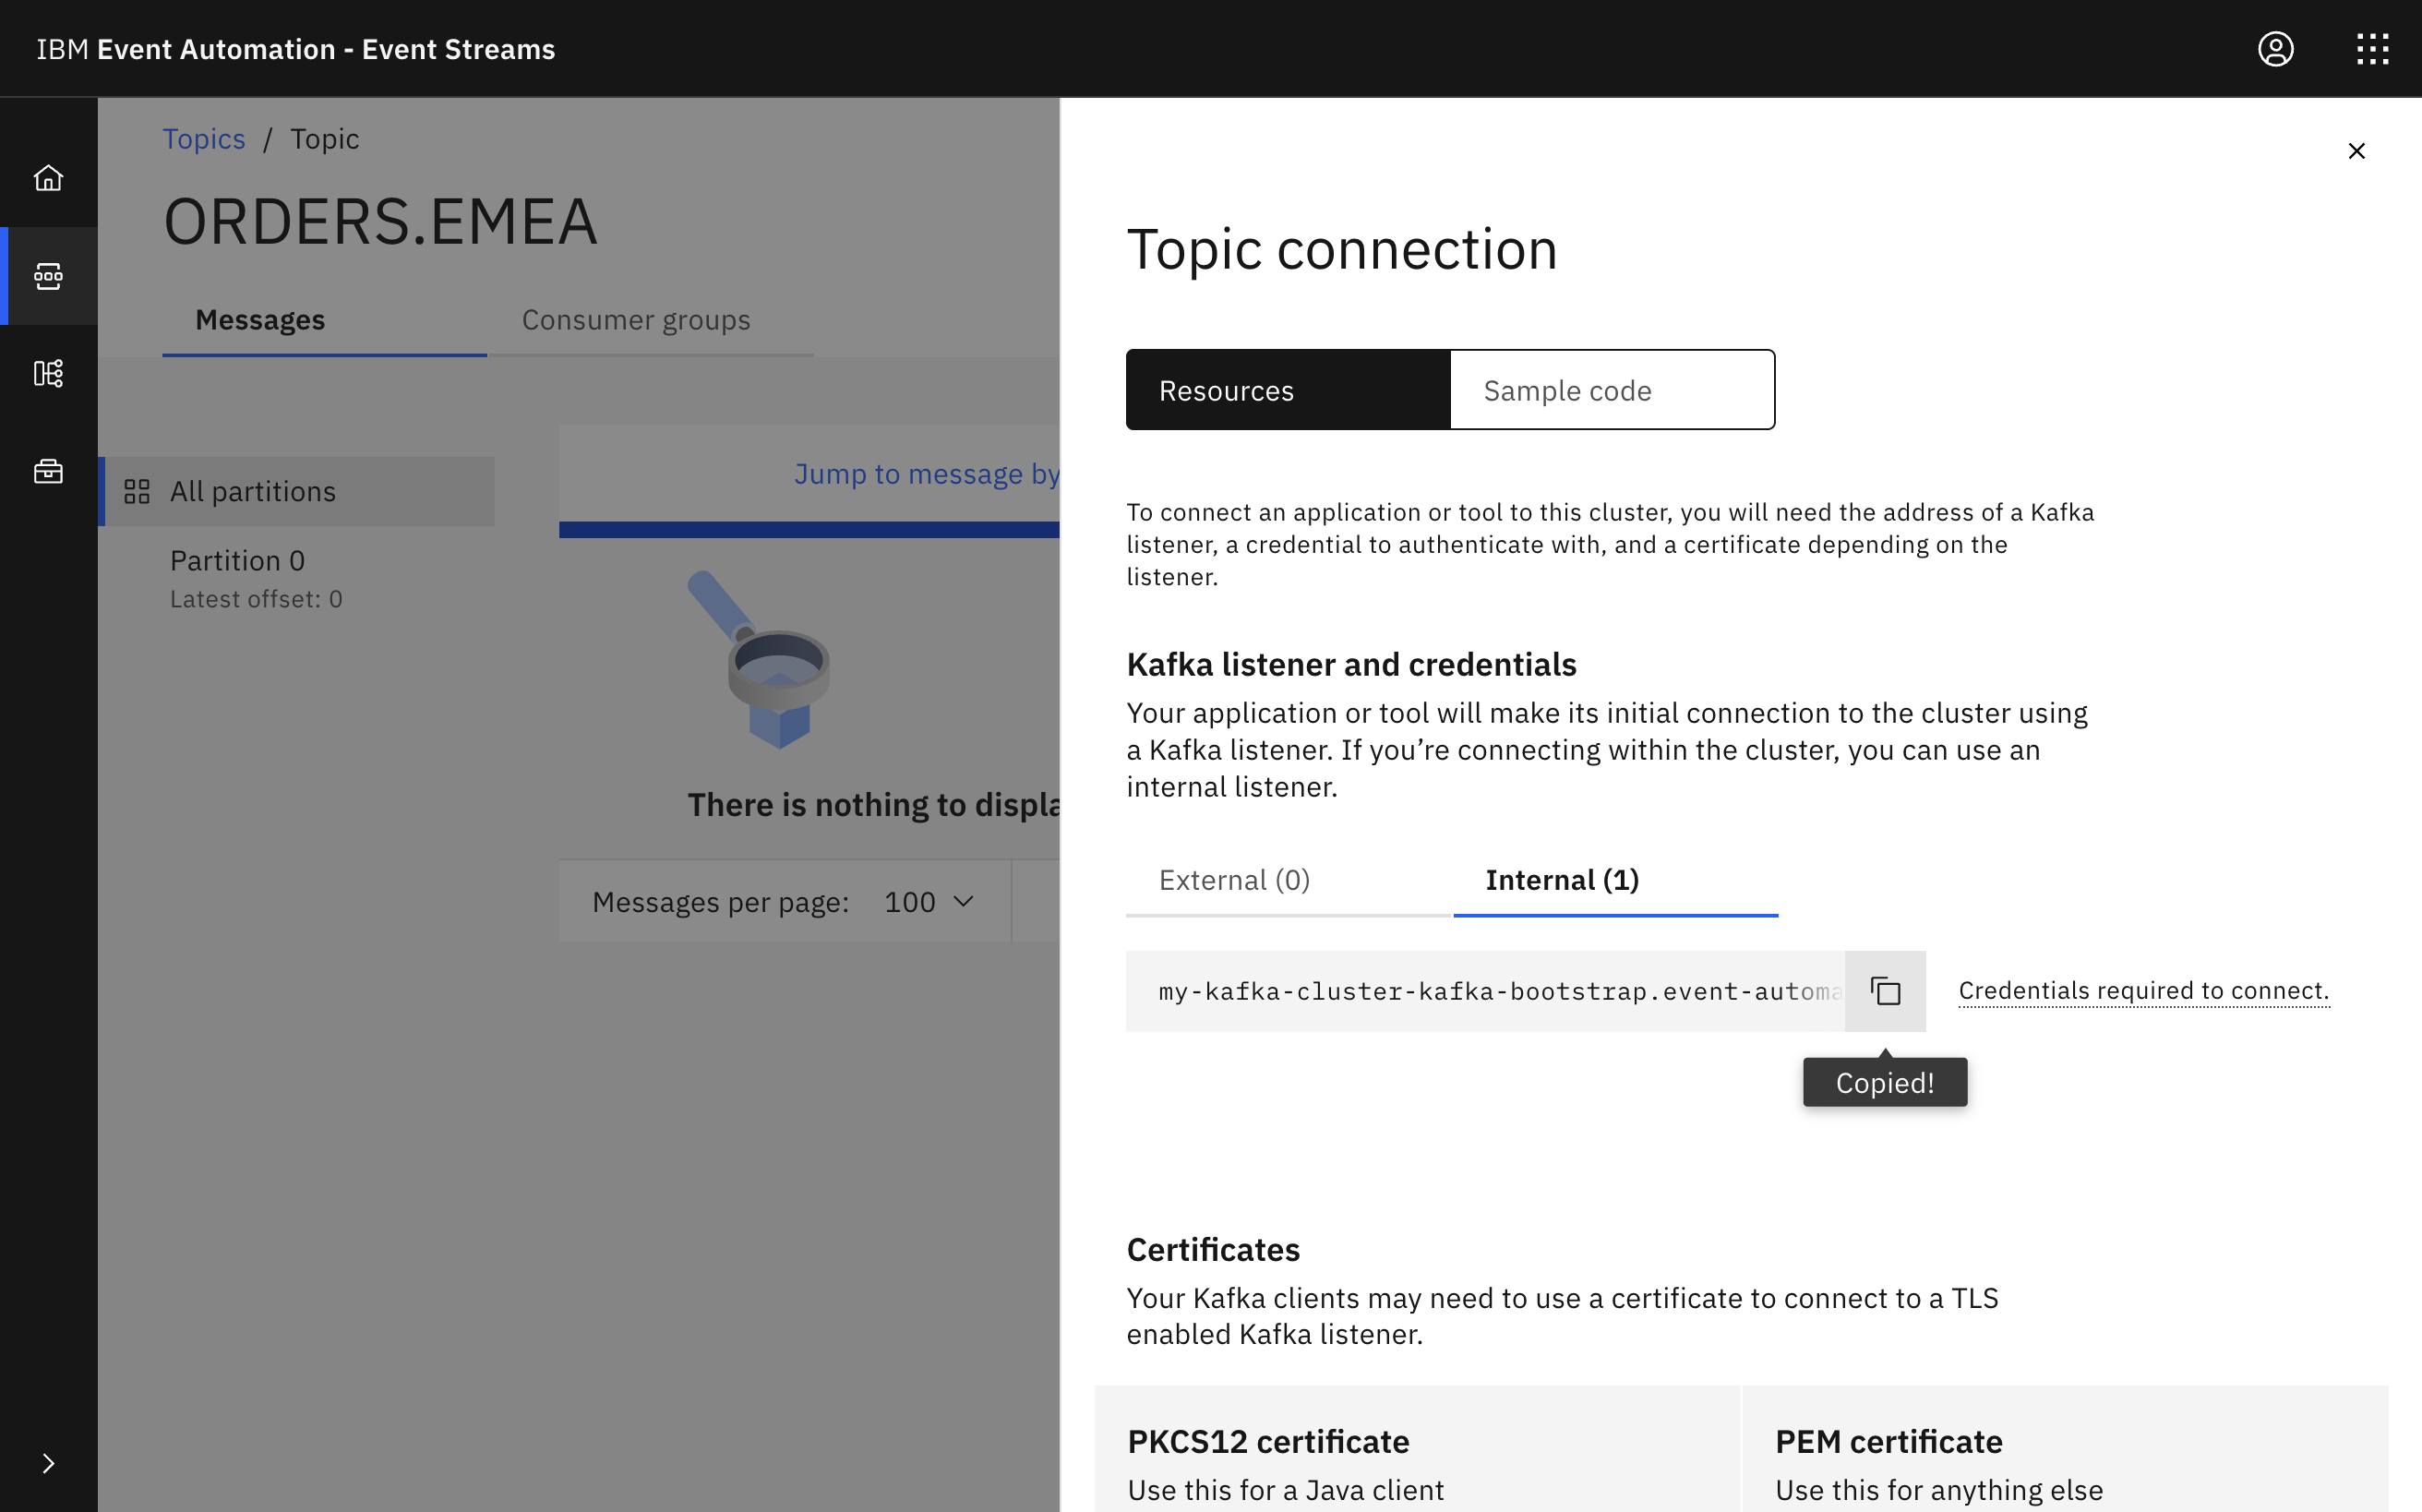 IBM Event Automation - Event Streams
Topics / Topic
ORDERS.EMEA
Messages
Consumer groups
All partitions
Partition 0
Latest offset: 0
Jump to message by
There is nothing to
Messages per page: 100
Topic connection
Resources
Sample code
To connect an application or tool to this cluster, you will need the address of a Kafka
listener, a credential to authenticate with, and a certificate depending on the
listener.
Kafka listener and credentials
Your application or tool will make its initial connection to the cluster using
a Kafka listener. If you’re connecting within the cluster, you can use an
internal listener.
External (0)
Internal (1)
my-kafka-cluster-kafka-bootstrap.event-automa
Credentials required to connect.
Copied!
Certificates
Your Kafka clients may need to use a certificate to connect to a TLS
enabled Kafka listener.
PKCS12 certificate
Use this for a Java client
PEM certificate
Use this for anything else